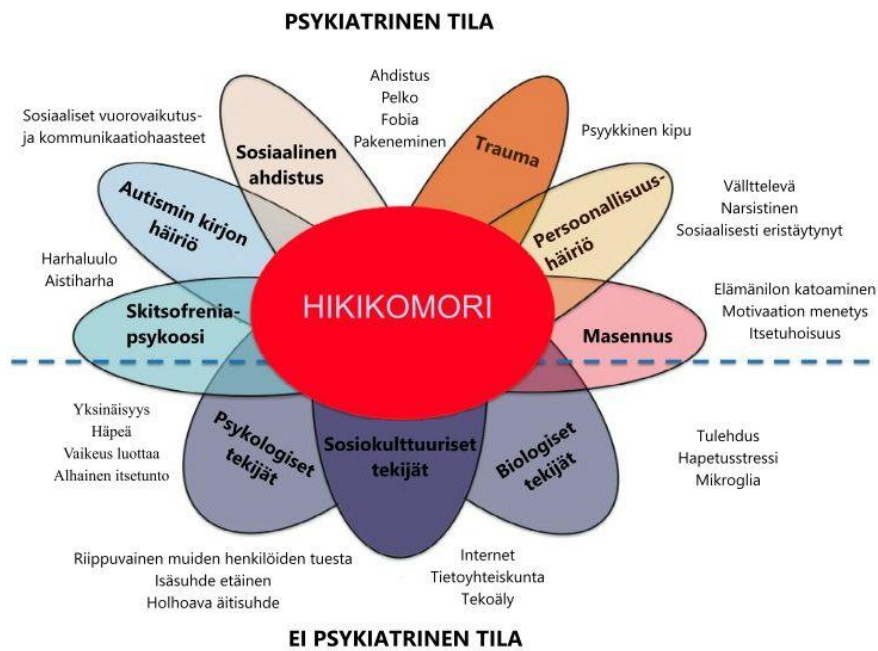 PSYKIATRINEN TILA
Ahdistus
Pelko
Fobia
Pakeneminen
Sosiaaliset vuorovaikutus-
ja kommunikaatiohaasteet
Sosiaalinen
ahdistus
Trauma
Psyykkinen kipu
Autismin kirjon
häiriö
Persoonallisuus-
häiriö
Vällttelevä
Narsistinen
Sosiaalisesti eristäytynyt
Harhaluulo
Aistiharha
Skitsofrenia-
psykoosi
HIKIKOMORI
Masennus
Elämänilon katoaminen
Motivaation menetys
Itsetuhoisuus
Yksinäisyys
Häpeä
Vaikeus luottaa
Alhainen itsetunto
Psykologiset
tekijät
Sosiokulttuuriset
tekijät
Biologiset
tekijät
Tulehdus
Hapetusstressi
Mikroglia
Riippuvainen muiden henkilöiden tuesta
Isäsuhde etäinen
Holhoava äitisuhde
Internet
Tietoyhteiskunta
Tekoäly
EI PSYKIATRINEN TILA